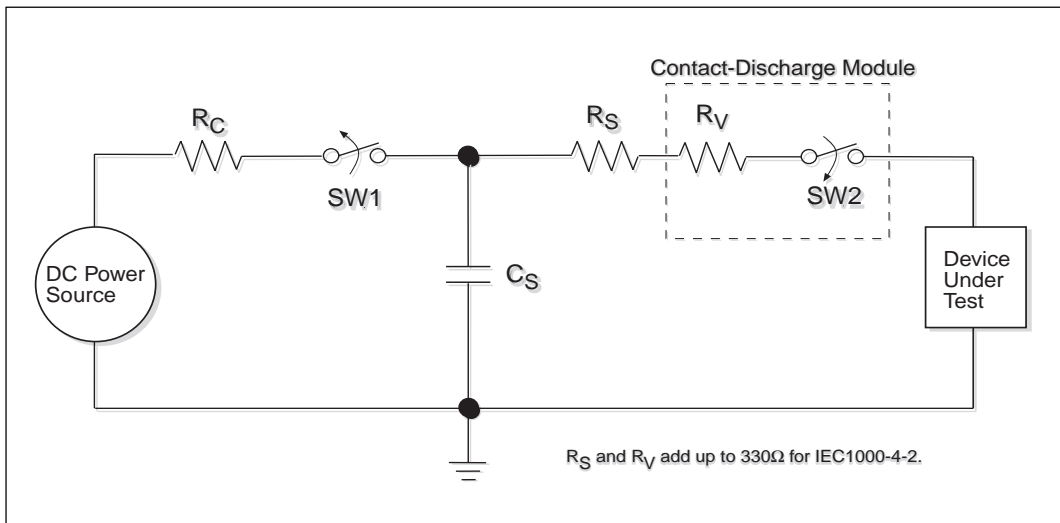 Contact-Discharge Module
RC
RS
RV
SW1
SW2
DC Power
Source
CS
Device
Under
Test
RS and RV add up to 330Ω for IEC1000-4-2.